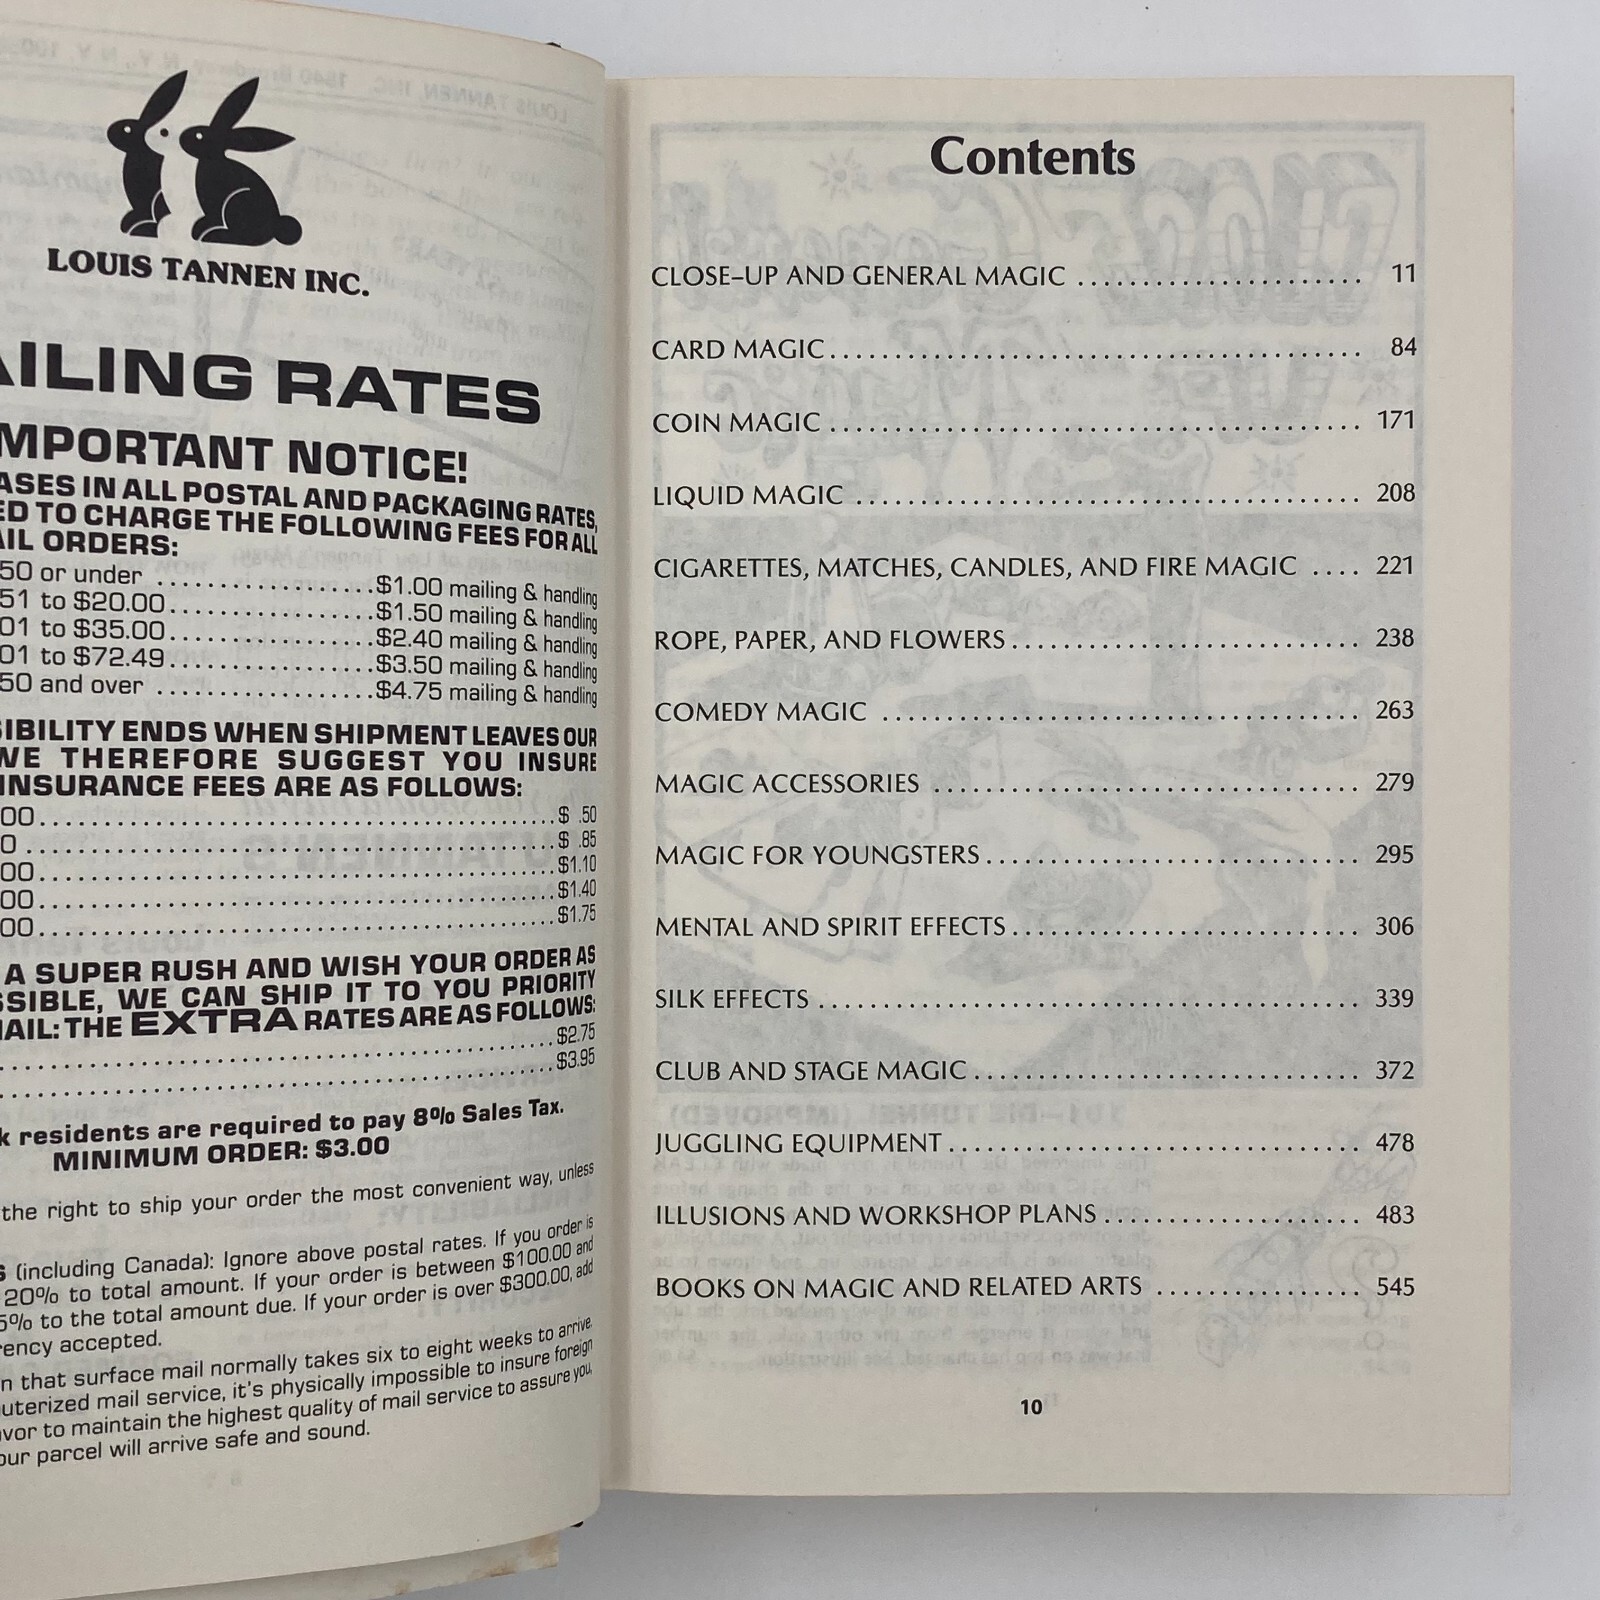 LOUIS TANNEN INC.
AILING RATES
MPORTANT NOTICE!
ASES IN ALL POSTAL AND PACKAGING RATES,
ED TO CHARGE THE FOLLOWING FEES FOR ALL
AIL ORDERS:
50 or under ................$1.00 mailing & handling
51 to $20.00................$1.50 mailing & handling
01 to $35.00................$2.40 mailing & handling
01 to $72.49................$3.50 mailing & handling
50 and over ................$4.75 mailing & handling
SIBILITY ENDS WHEN SHIPMENT LEAVES OUR
WE THEREFORE SUGGEST YOU INSURE
INSURANCE FEES ARE AS FOLLOWS:
00................$ .50
0 ................$ .85
00................$1.10
00................$1.40
00................$1.75
A SUPER RUSH AND WISH YOUR ORDER AS
SSIBLE, WE CAN SHIP IT TO YOU PRIORITY
MAIL: THE EXTRA RATES ARE AS FOLLOWS:
................$2.75
................$3.95
k residents are required to pay 8% Sales Tax.
MINIMUM ORDER: $3.00
the right to ship your order the most convenient way, unless
S (including Canada): Ignore above postal rates. If you order is
20% to total amount. If your order is between $100.00 and
5% to the total amount due. If your order is over $300.00, add
rency accepted.
n that surface mail normally takes six to eight weeks to arrive.
uterized mail service, it's physically impossible to insure foreign
avor to maintain the highest quality of mail service to assure you,
our parcel will arrive safe and sound.
Contents
CLOSE-UP AND GENERAL MAGIC ................ 11
CARD MAGIC................ 84
COIN MAGIC ................ 171
LIQUID MAGIC ................ 208
CIGARETTES, MATCHES, CANDLES, AND FIRE MAGIC .... 221
ROPE, PAPER, AND FLOWERS................ 238
COMEDY MAGIC ................ 263
MAGIC ACCESSORIES ................ 279
MAGIC FOR YOUNGSTERS................ 295
MENTAL AND SPIRIT EFFECTS................ 306
SILK EFFECTS ................ 339
CLUB AND STAGE MAGIC................ 372
JUGGLING EQUIPMENT................ 478
ILLUSIONS AND WORKSHOP PLANS................ 483
BOOKS ON MAGIC AND RELATED ARTS ................ 545
10